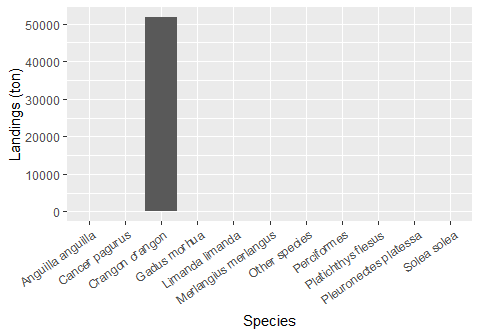 Landings (ton)
50000
40000
30000
20000
10000
0
Anguilla anguilla
Cancer pagurus
Crangon crangon
Gadus morhua
Limanda limanda
Merlangius merlangus
Other species
Perciformes
Platichthys flesus
Pleuronectes platessa
Solea solea
Species